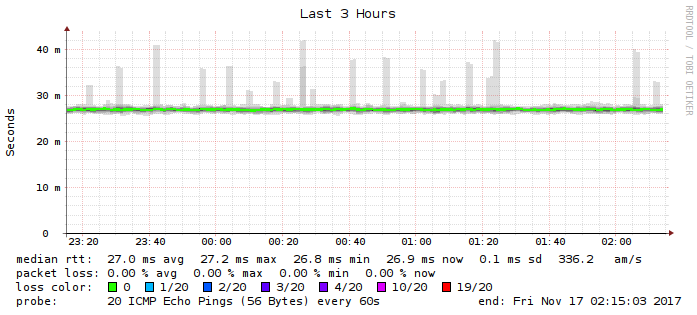 Last 3 Hours
RRDTOOL / TOBI OETIKER
Seconds
40 m
30 m
20 m
10 m
0
23:20 23:40 00:00 00:20 00:40 01:00 01:20 01:40 02:00
median rtt: 27.0 ms avg 27.2 ms max 26.8 ms min 26.9 ms now 0.1 ms sd 336.2 am/s
packet loss: 0.00 % avg 0.00 % max 0.00 % min 0.00 % now
loss color: 0 1/20 2/20 3/20 4/20 10/20 19/20
probe: 20 ICMP Echo Pings (56 Bytes) every 60s end: Fri Nov 17 02:15:03 2017